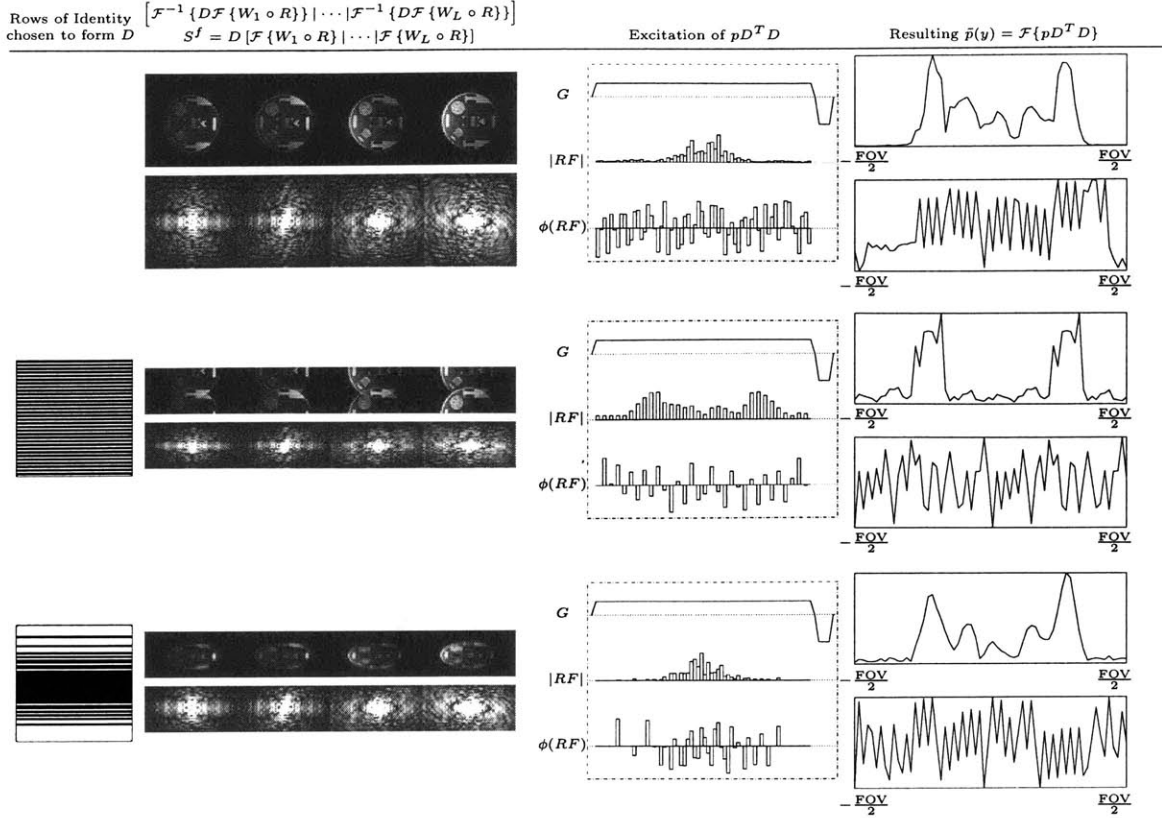 Rows of Identity
chosen to form D
[F⁻¹ {DF {W₁ ∘ R}} | ··· |F⁻¹ {DF {W_L ∘ R}}]
S^f = D [F {W₁ ∘ R} | ··· |F {W_L ∘ R}]
Excitation of pD^T D
Resulting p̃(y) = F{pD^T D}
G
|RF|
ϕ(RF)
−FOV/2
FOV/2
−FOV/2
FOV/2
G
|RF|
ϕ(RF)
−FOV/2
FOV/2
−FOV/2
FOV/2
G
|RF|
ϕ(RF)
−FOV/2
FOV/2
−FOV/2
FOV/2